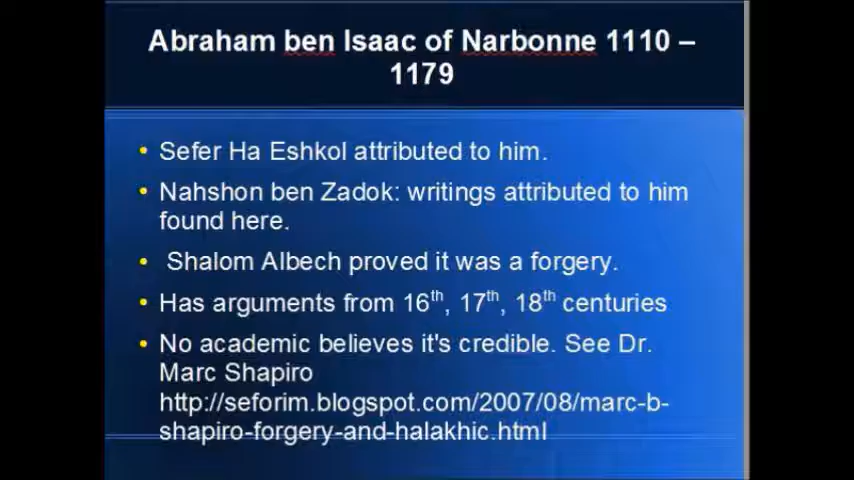 Abraham ben Isaac of Narbonne 1110 –
1179
• Sefer Ha Eshkol attributed to him.
• Nahshon ben Zadok: writings attributed to him
found here.
• Shalom Albech proved it was a forgery.
• Has arguments from 16th, 17th, 18th centuries
• No academic believes it's credible. See Dr.
Marc Shapiro
http://seforim.blogspot.com/2007/08/marc-b-
shapiro-forgery-and-halakhic.html